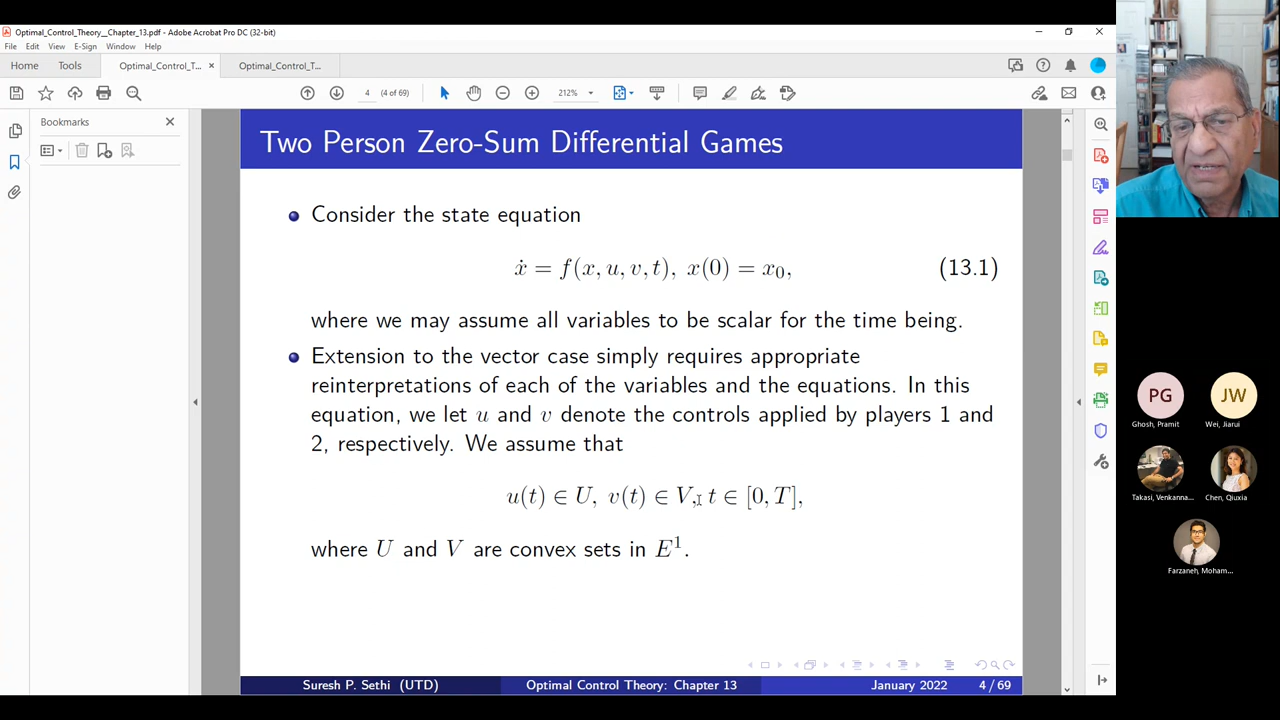 Optimal_Control_Theory__Chapter_13.pdf - Adobe Acrobat Pro DC (32-bit)
File Edit View E-Sign Window Help
Home Tools Optimal_Control_T... × Optimal_Control_T...
4 (4 of 69) 212%
Bookmarks
Two Person Zero-Sum Differential Games
Consider the state equation
ẋ = f(x, u, v, t), x(0) = x₀, (13.1)
where we may assume all variables to be scalar for the time being.
Extension to the vector case simply requires appropriate
reinterpretations of each of the variables and the equations. In this
equation, we let u and v denote the controls applied by players 1 and
2, respectively. We assume that
u(t) ∈ U, v(t) ∈ V, t ∈ [0, T],
where U and V are convex sets in E¹.
Suresh P. Sethi (UTD) Optimal Control Theory: Chapter 13 January 2022 4 / 69
PG JW
Ghosh, Pramit Wei, Jiarui
Takasi, Venkanna... Chen, Qiuxia
Farzaneh, Moham...